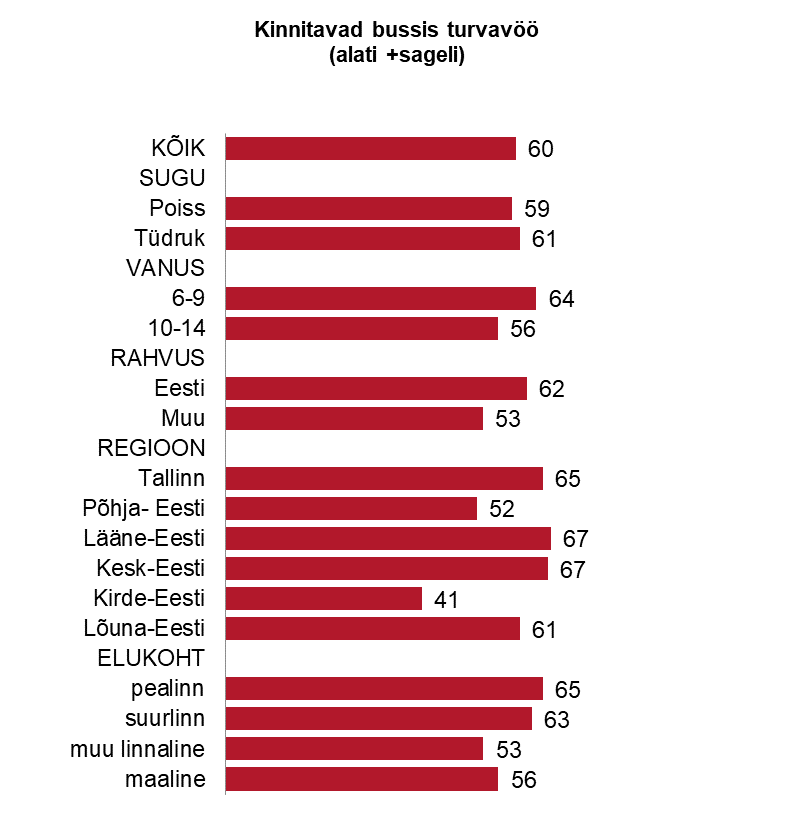 Kinnitavad bussis turvavöö
(alati +sageli)
KÕIK 60
SUGU
Poiss 59
Tüdruk 61
VANUS
6-9 64
10-14 56
RAHVUS
Eesti 62
Muu 53
REGIOON
Tallinn 65
Põhja- Eesti 52
Lääne-Eesti 67
Kesk-Eesti 67
Kirde-Eesti 41
Lõuna-Eesti 61
ELUKOHT
pealinn 65
suurlinn 63
muu linnaline 53
maaline 56